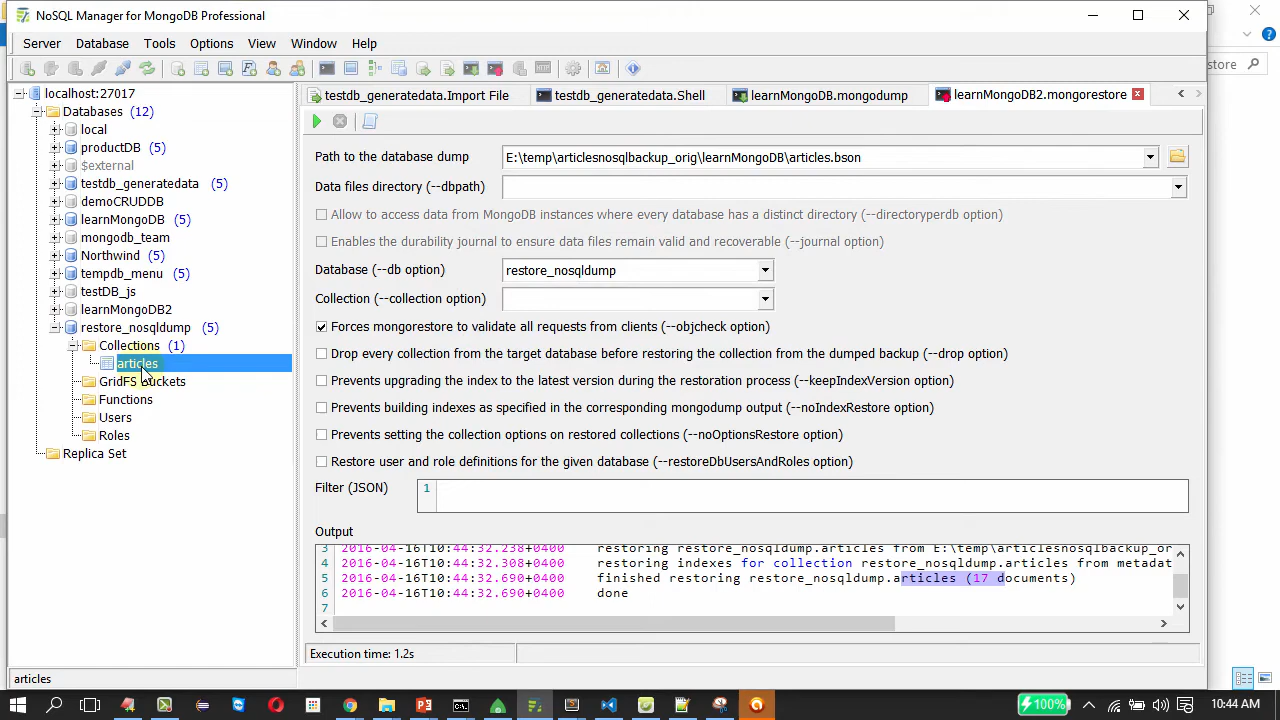 NoSQL Manager for MongoDB Professional
Server Database Tools Options View Window Help
store
localhost:27017
Databases (12)
local
productDB (5)
$external
testdb_generatedata (5)
demoCRUDDB
learnMongoDB (5)
mongodb_team
Northwind (5)
tempdb_menu (5)
testDB_js
learnMongoDB2
restore_nosqldump (5)
Collections (1)
articles
GridFS Buckets
Functions
Users
Roles
Replica Set
articles
testdb_generatedata.Import File testdb_generatedata.Shell learnMongoDB.mongodump learnMongoDB2.mongorestore
Path to the database dump E:\temp\articlesnosqlbackup_orig\learnMongoDB\articles.bson
Data files directory (--dbpath)
Allow to access data from MongoDB instances where every database has a distinct directory (--directoryperdb option)
Enables the durability journal to ensure data files remain valid and recoverable (--journal option)
Database (--db option) restore_nosqldump
Collection (--collection option)
Forces mongorestore to validate all requests from clients (--objcheck option)
Drop every collection from the target database before restoring the collection from the dumped backup (--drop option)
Prevents upgrading the index to the latest version during the restoration process (--keepIndexVersion option)
Prevents building indexes as specified in the corresponding mongodump output (--noIndexRestore option)
Prevents setting the collection options on restored collections (--noOptionsRestore option)
Restore user and role definitions for the given database (--restoreDbUsersAndRoles option)
Filter (JSON) 1
Output
3 2016-04-16T10:44:32.238+0400 restoring restore_nosqldump.articles from E:\temp\articlesnosqlbackup_or
4 2016-04-16T10:44:32.308+0400 restoring indexes for collection restore_nosqldump.articles from metadat
5 2016-04-16T10:44:32.690+0400 finished restoring restore_nosqldump.articles (17 documents)
6 2016-04-16T10:44:32.690+0400 done
7
Execution time: 1.2s
100% 10:44 AM